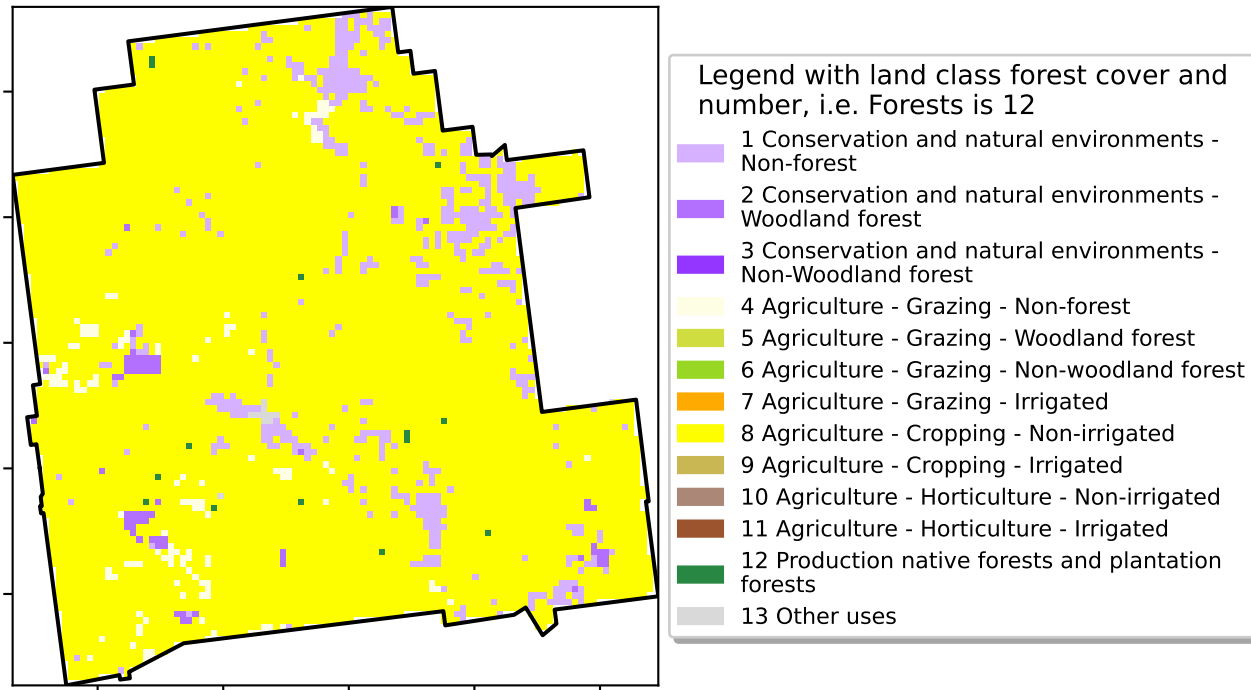 Legend with land class forest cover and
number, i.e. Forests is 12
1 Conservation and natural environments -
Non-forest
2 Conservation and natural environments -
Woodland forest
3 Conservation and natural environments -
Non-Woodland forest
4 Agriculture - Grazing - Non-forest
5 Agriculture - Grazing - Woodland forest
6 Agriculture - Grazing - Non-woodland forest
7 Agriculture - Grazing - Irrigated
8 Agriculture - Cropping - Non-irrigated
9 Agriculture - Cropping - Irrigated
10 Agriculture - Horticulture - Non-irrigated
11 Agriculture - Horticulture - Irrigated
12 Production native forests and plantation
forests
13 Other uses